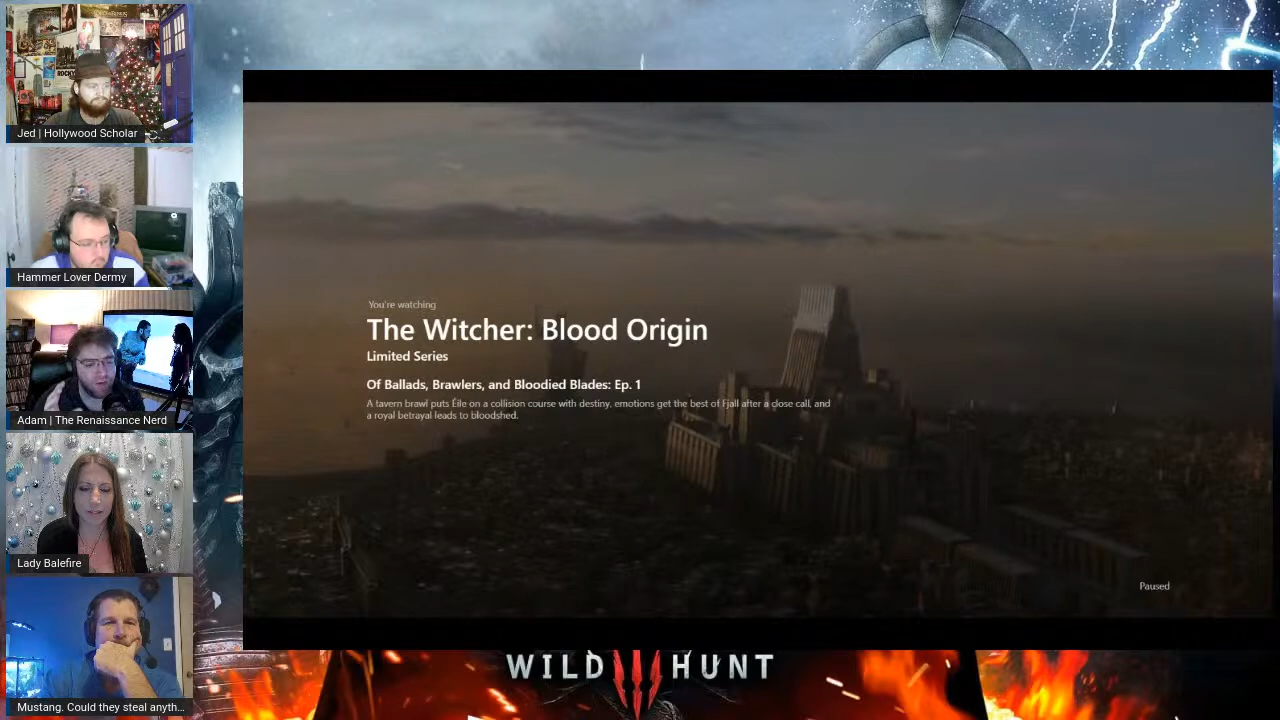 Jed | Hollywood Scholar
Hammer Lover Dermy
Adam | The Renaissance Nerd
Lady Balefire
Mustang. Could they steal anyth...
You're watching
The Witcher: Blood Origin
Limited Series
Of Ballads, Brawlers, and Bloodied Blades: Ep. 1
A tavern brawl puts Éile on a collision course with destiny, emotions get the best of Fjall after a close call, and
a royal betrayal leads to bloodshed.
Paused
WILD HUNT
ROCKY